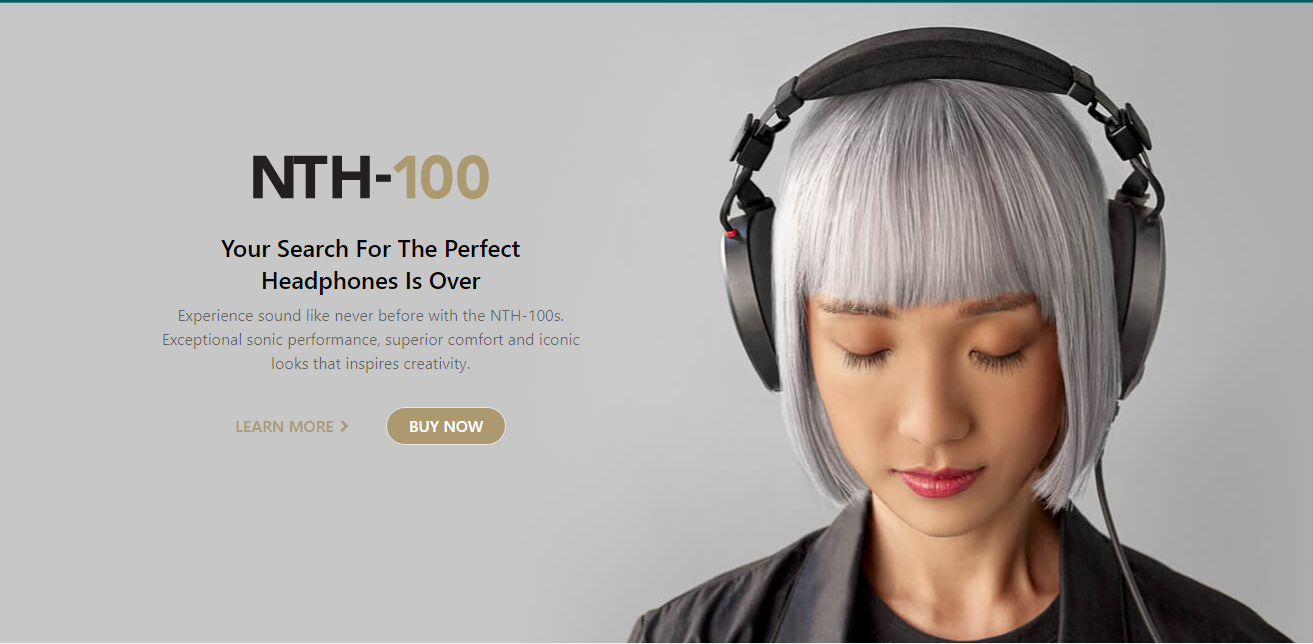 NTH-100
Your Search For The Perfect
Headphones Is Over
Experience sound like never before with the NTH-100s.
Exceptional sonic performance, superior comfort and iconic
looks that inspires creativity.
LEARN MORE
BUY NOW